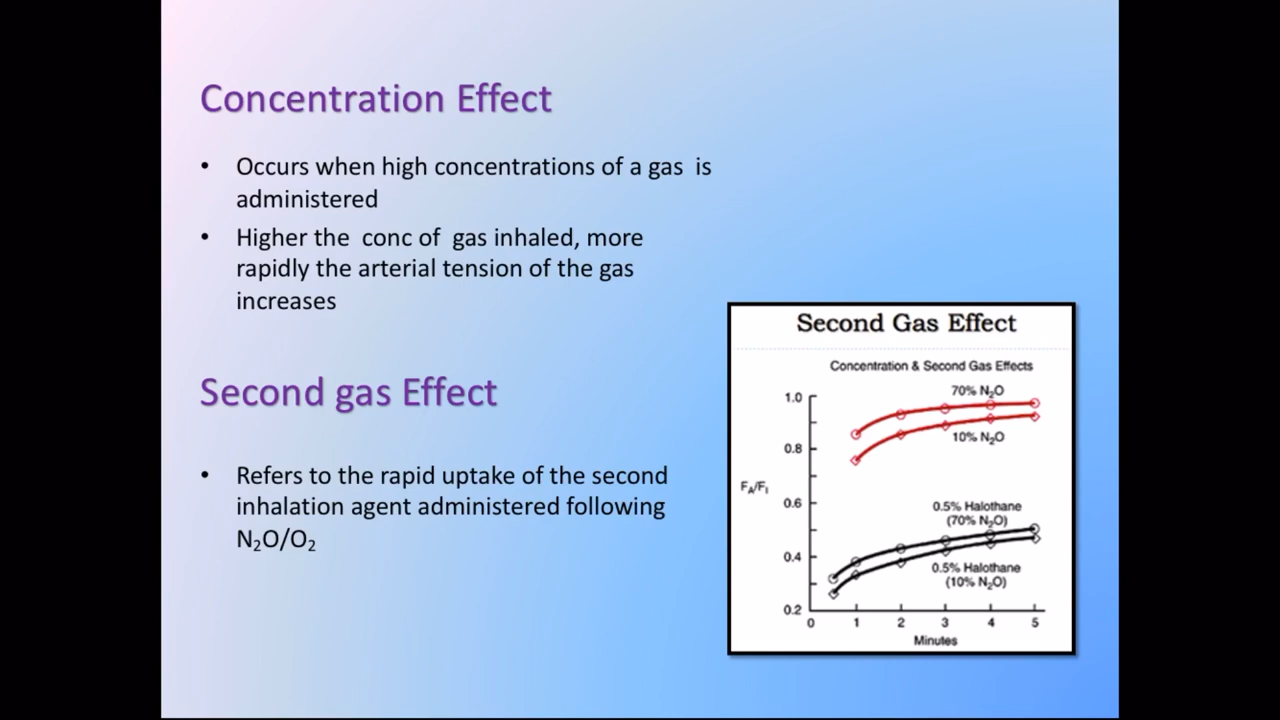 Concentration Effect
• Occurs when high concentrations of a gas is
administered
• Higher the conc of gas inhaled, more
rapidly the arterial tension of the gas
increases
Second gas Effect
• Refers to the rapid uptake of the second
inhalation agent administered following
N₂O/O₂
Second Gas Effect
Concentration & Second Gas Effects
70% N₂O
10% N₂O
0.5% Halothane
(70% N₂O)
0.5% Halothane
(10% N₂O)
FA/FI
1.0
0.8
0.6
0.4
0.2
0 1 2 3 4 5
Minutes